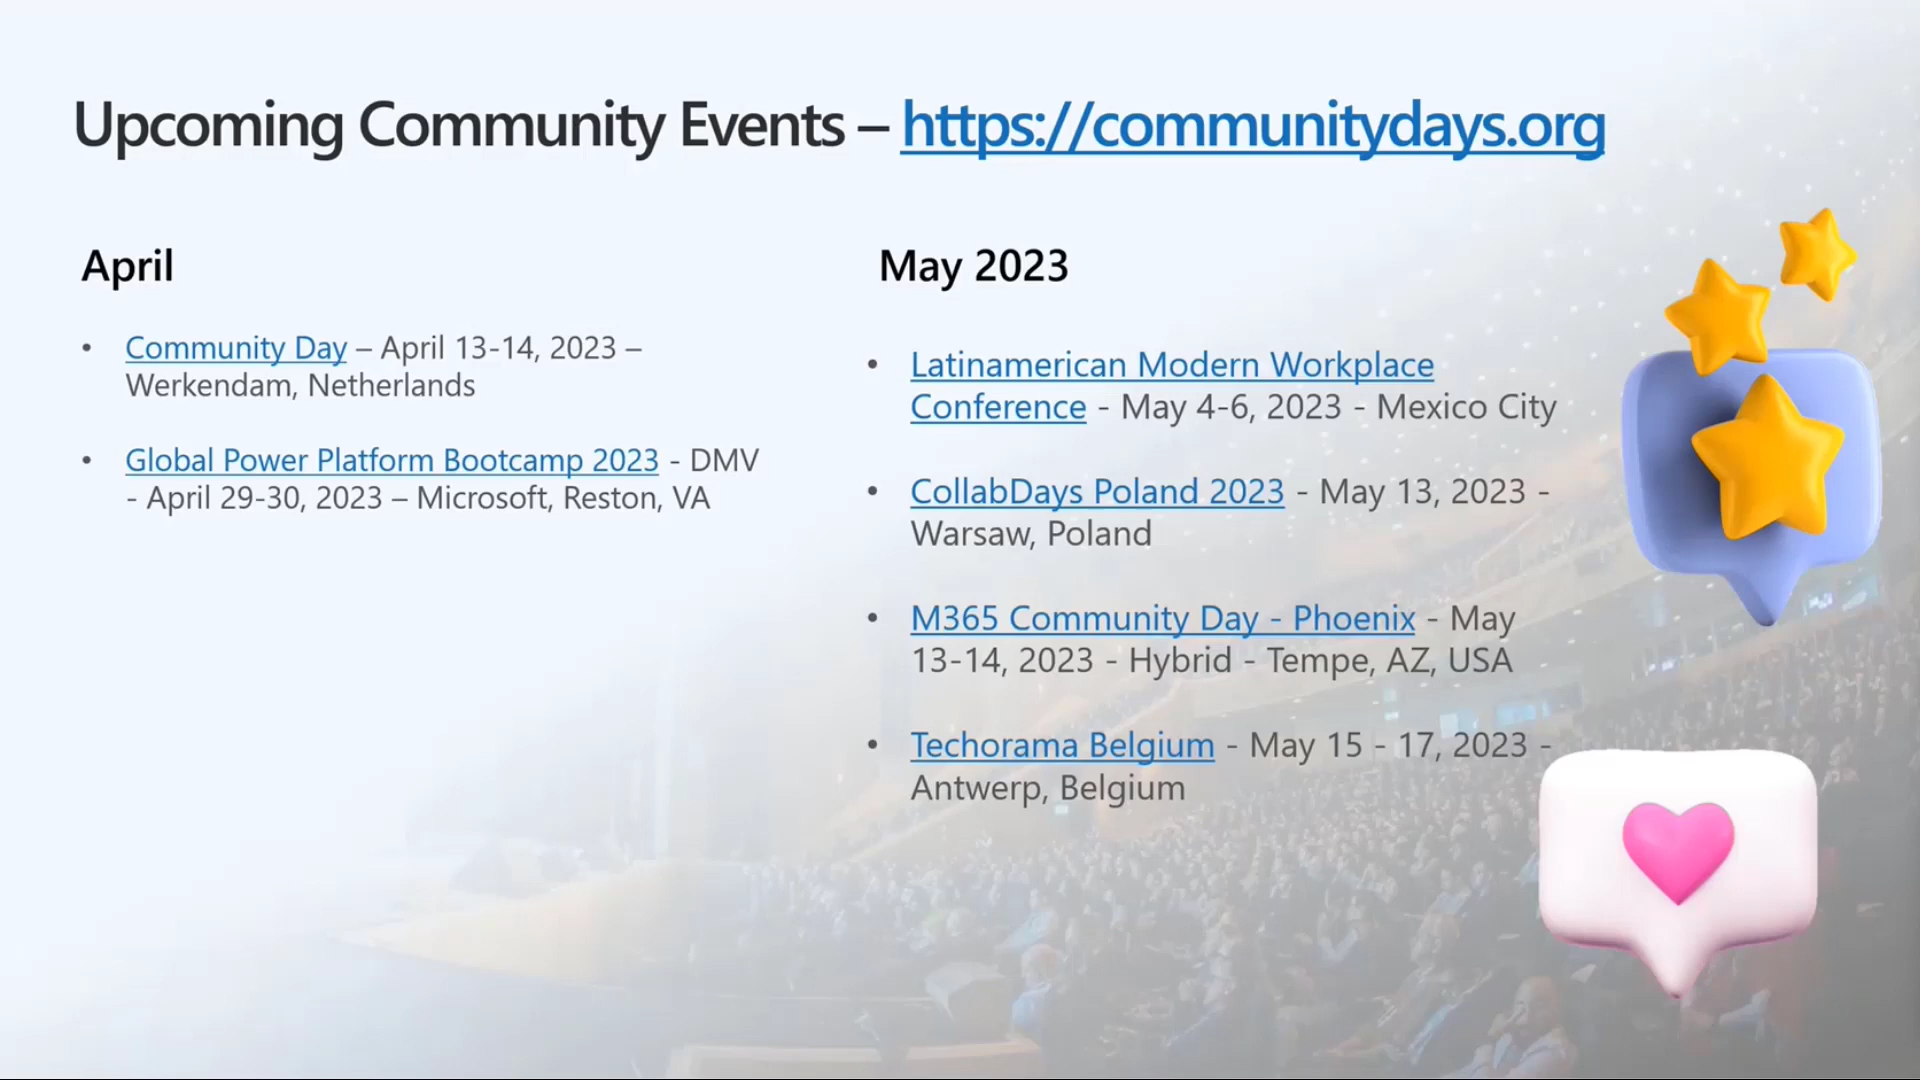 Upcoming Community Events – https://communitydays.org
April
• Community Day – April 13-14, 2023 –
Werkendam, Netherlands
• Global Power Platform Bootcamp 2023 - DMV
- April 29-30, 2023 – Microsoft, Reston, VA
May 2023
• Latinamerican Modern Workplace
Conference - May 4-6, 2023 - Mexico City
• CollabDays Poland 2023 - May 13, 2023 -
Warsaw, Poland
• M365 Community Day - Phoenix - May
13-14, 2023 - Hybrid - Tempe, AZ, USA
• Techorama Belgium - May 15 - 17, 2023 -
Antwerp, Belgium